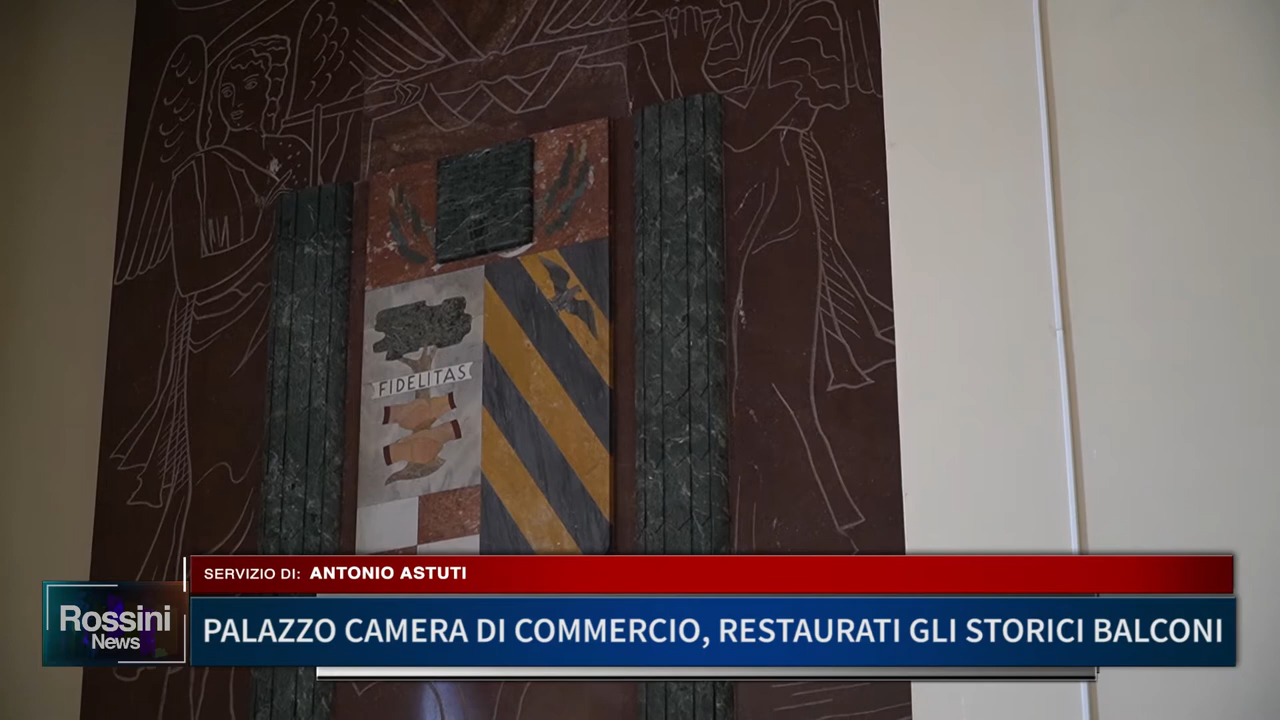 FIDELITAS
SERVIZIO DI: ANTONIO ASTUTI
Rossini
News
PALAZZO CAMERA DI COMMERCIO, RESTAURATI GLI STORICI BALCONI